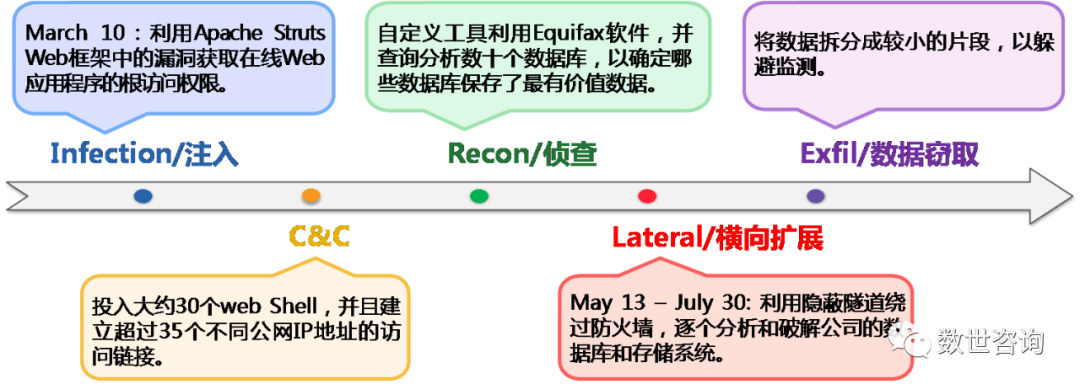 March 10：利用Apache Struts
Web框架中的漏洞获取在线Web
应用程序的根访问权限。
自定义工具利用Equifax软件，并
查询分析数十个数据库，以确定哪
些数据库保存了最有价值数据。
将数据拆分成较小的片段，以躲
避监测。
Infection/注入
Recon/侦查
Exfil/数据窃取
C&C
Lateral/横向扩展
投入大约30个web Shell，并且建
立超过35个不同公网IP地址的访
问链接。
May 13 – July 30: 利用隐蔽隧道绕
过防火墙，逐个分析和破解公司的数
据库和存储系统。
数世咨询